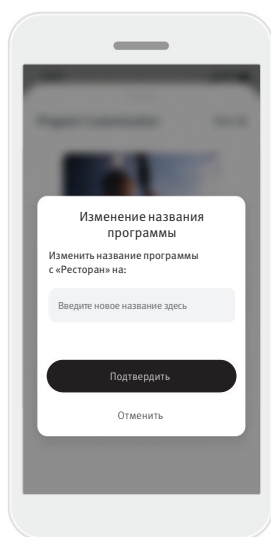 Изменение названия
программы
Изменить название программы
с «Ресторан» на:
Введите новое название здесь
Подтвердить
Отменить